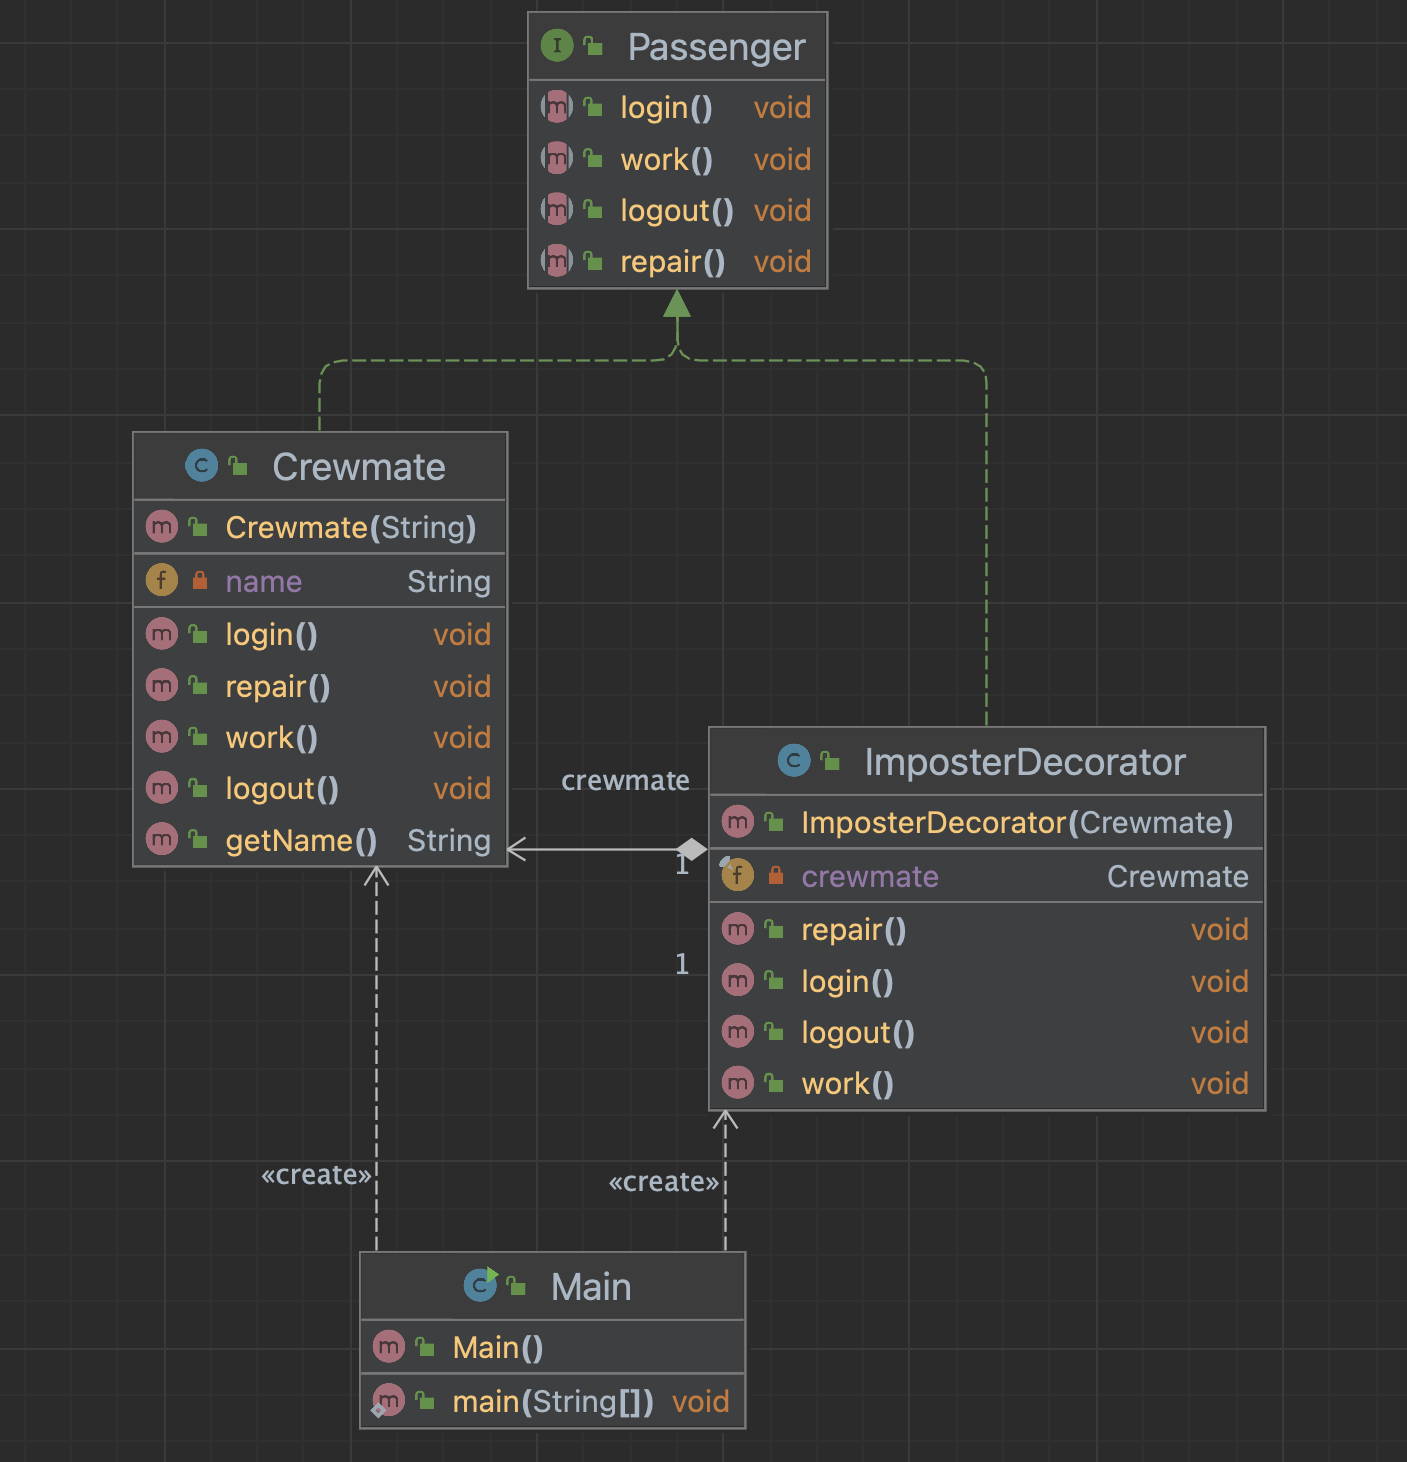 Passenger
login() void
work() void
logout() void
repair() void
Crewmate
Crewmate(String)
name String
login() void
repair() void
work() void
logout() void
getName() String
crewmate
1
1
ImposterDecorator
ImposterDecorator(Crewmate)
crewmate Crewmate
repair() void
login() void
logout() void
work() void
«create»
«create»
Main
Main()
main(String[]) void